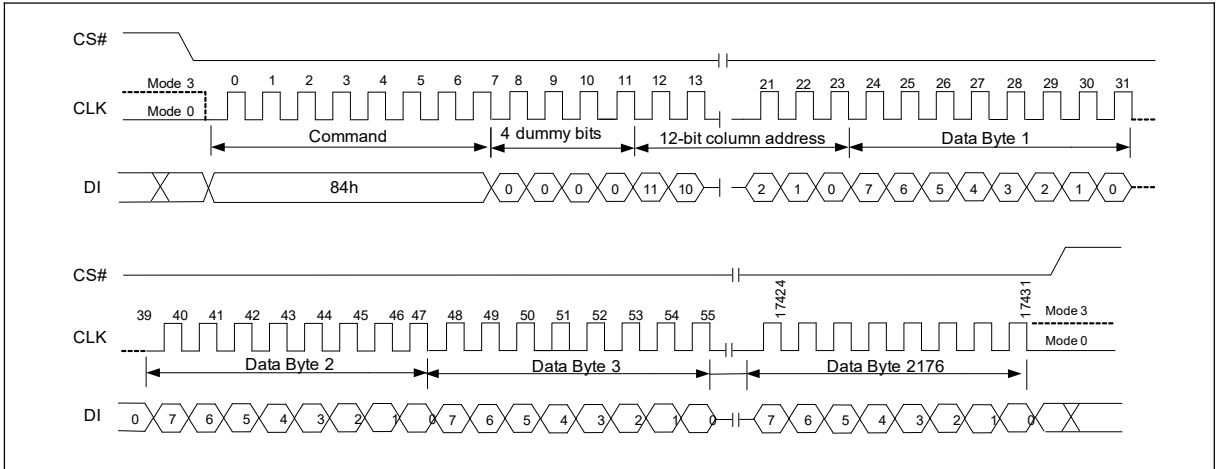 CS#
Mode 3 0 1 2 3 4 5 6 7 8 9 10 11 12 13 21 22 23 24 25 26 27 28 29 30 31
CLK
Mode 0
Command 4 dummy bits 12-bit column address Data Byte 1
DI 84h 0 0 0 0 11 10 2 1 0 7 6 5 4 3 2 1 0
CS#
39 40 41 42 43 44 45 46 47 48 49 50 51 52 53 54 55 17424 17431 Mode 3
CLK Mode 0
Data Byte 2 Data Byte 3 Data Byte 2176
DI 0 7 6 5 4 3 2 1 0 7 6 5 4 3 2 1 0 7 6 5 4 3 2 1 0